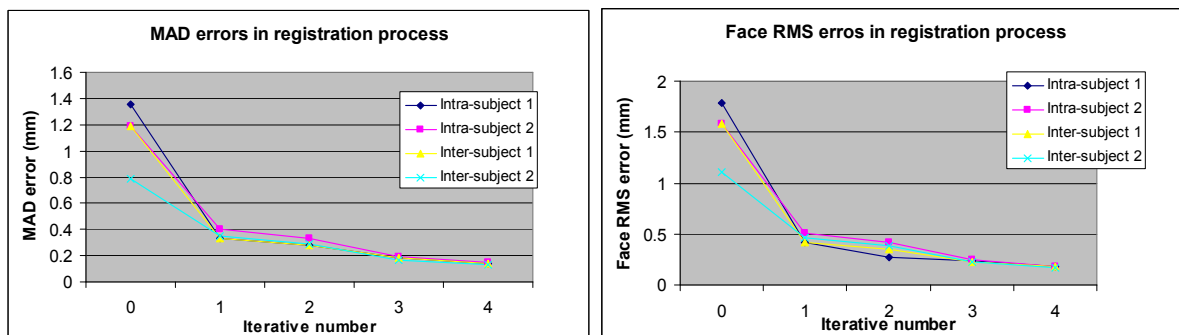 MAD errors in registration process
MAD error (mm)
1.6
1.4
1.2
1
0.8
0.6
0.4
0.2
0
0 1 2 3 4
Iterative number
Intra-subject 1
Intra-subject 2
Inter-subject 1
Inter-subject 2
Face RMS erros in registration process
Face RMS error (mm)
2
1.5
1
0.5
0
0 1 2 3 4
Iterative number
Intra-subject 1
Intra-subject 2
Inter-subject 1
Inter-subject 2